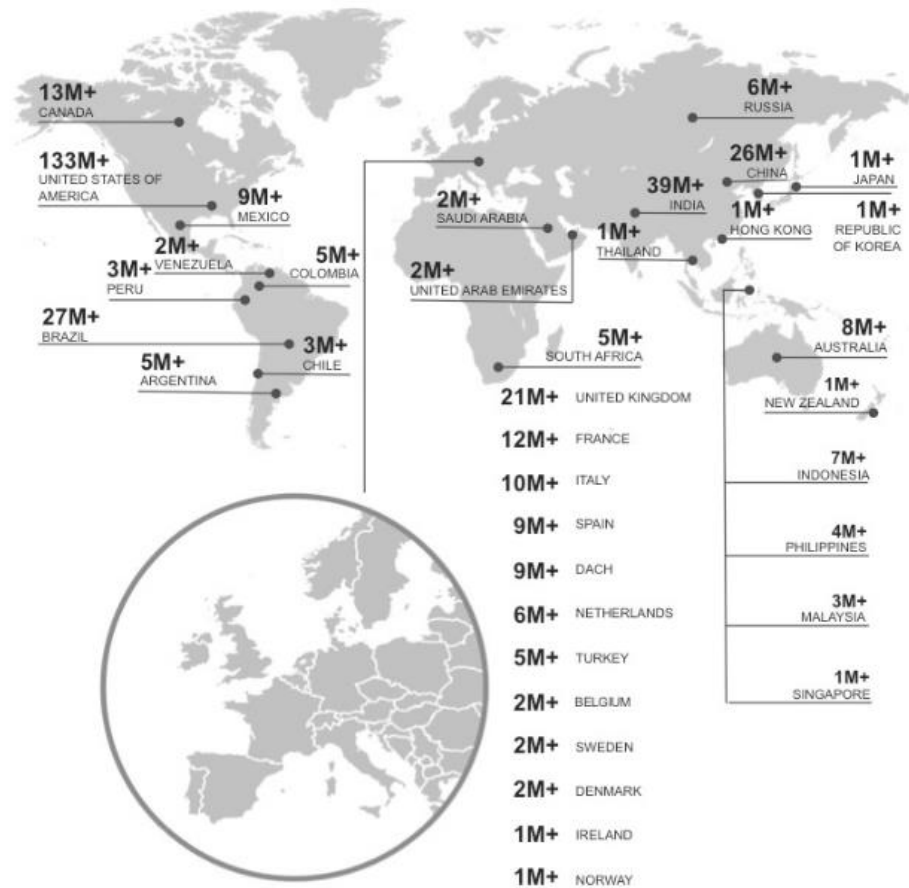 13M+
CANADA
133M+
UNITED STATES OF
AMERICA
9M+
MEXICO
2M+
VENEZUELA
5M+
COLOMBIA
3M+
PERU
27M+
BRAZIL
3M+
CHILE
5M+
ARGENTINA
6M+
RUSSIA
26M+
CHINA
1M+
JAPAN
39M+
INDIA
2M+
SAUDI ARABIA
1M+
THAILAND
1M+
HONG KONG
1M+
REPUBLIC
OF KOREA
2M+
UNITED ARAB EMIRATES
5M+
SOUTH AFRICA
8M+
AUSTRALIA
1M+
NEW ZEALAND
7M+
INDONESIA
4M+
PHILIPPINES
3M+
MALAYSIA
1M+
SINGAPORE
21M+ UNITED KINGDOM
12M+ FRANCE
10M+ ITALY
9M+ SPAIN
9M+ DACH
6M+ NETHERLANDS
5M+ TURKEY
2M+ BELGIUM
2M+ SWEDEN
2M+ DENMARK
1M+ IRELAND
1M+ NORWAY